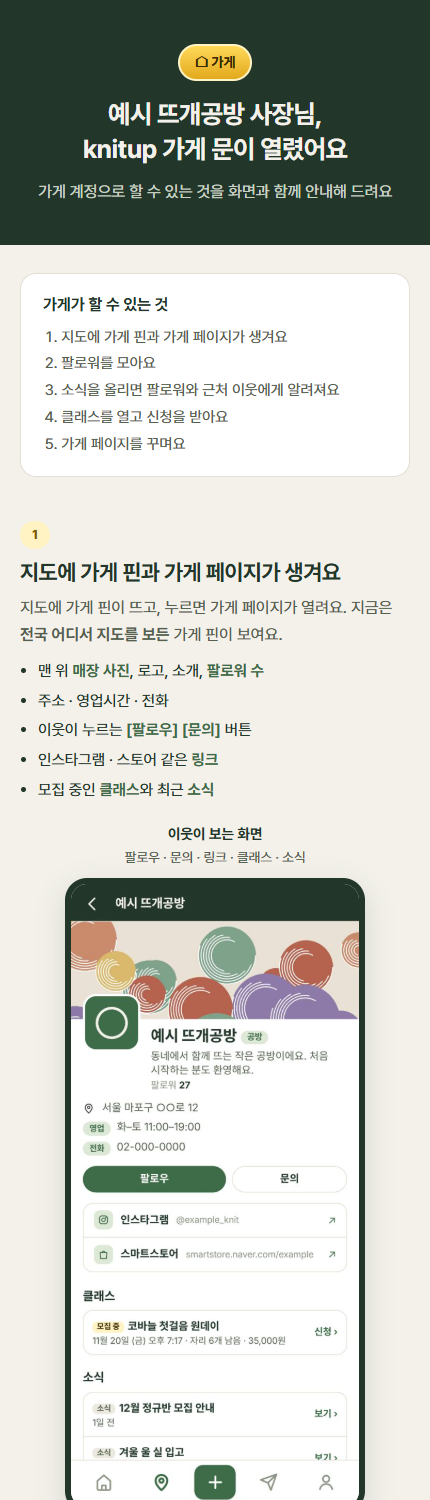 가게
예시 뜨개공방 사장님,
knitup 가게 문이 열렸어요
가게 계정으로 할 수 있는 것을 화면과 함께 안내해 드려요
가게가 할 수 있는 것
1. 지도에 가게 핀과 가게 페이지가 생겨요
2. 팔로워를 모아요
3. 소식을 올리면 팔로워와 근처 이웃에게 알려져요
4. 클래스를 열고 신청을 받아요
5. 가게 페이지를 꾸며요
1
지도에 가게 핀과 가게 페이지가 생겨요
지도에 가게 핀이 뜨고, 누르면 가게 페이지가 열려요. 지금은
전국 어디서 지도를 보든 가게 핀이 보여요.
• 맨 위 매장 사진, 로고, 소개, 팔로워 수
• 주소 · 영업시간 · 전화
• 이웃이 누르는 [팔로우] [문의] 버튼
• 인스타그램 · 스토어 같은 링크
• 모집 중인 클래스와 최근 소식
이웃이 보는 화면
팔로우 · 문의 · 링크 · 클래스 · 소식
예시 뜨개공방
예시 뜨개공방 공방
동네에서 함께 뜨는 작은 공방이에요. 처음
시작하는 분도 환영해요.
팔로워 27
서울 마포구 ○○로 12
영업 화–토 11:00–19:00
전화 02-000-0000
팔로우 문의
인스타그램 @example_knit ↗
스마트스토어 smartstore.naver.com/example ↗
클래스
모집 중 코바늘 첫걸음 원데이
11월 20일 (금) 오후 7:17 · 자리 6개 남음 · 35,000원
신청 ›
소식
소식 12월 정규반 모집 안내
1일 전
보기 ›
소식 겨울 울 실 입고
보기 ›